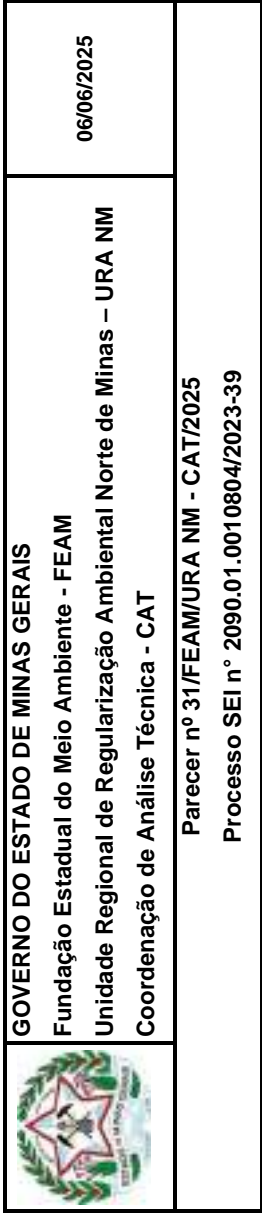 GOVERNO DO ESTADO DE MINAS GERAIS
Fundação Estadual do Meio Ambiente - FEAM
Unidade Regional de Regularização Ambiental Norte de Minas – URA NM
Coordenação de Análise Técnica - CAT
06/06/2025
Parecer nº 31/FEAM/URA NM - CAT/2025
Processo SEI n° 2090.01.0010804/2023-39